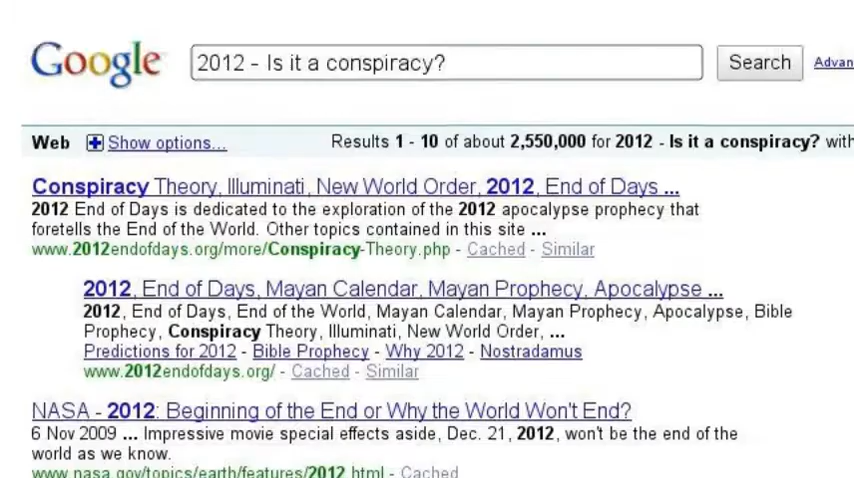 Google 2012 - Is it a conspiracy? Search Advan
Web Show options... Results 1 - 10 of about 2,550,000 for 2012 - Is it a conspiracy? with
Conspiracy Theory, Illuminati, New World Order, 2012, End of Days ...
2012 End of Days is dedicated to the exploration of the 2012 apocalypse prophecy that
foretells the End of the World. Other topics contained in this site ...
www.2012endofdays.org/more/Conspiracy-Theory.php - Cached - Similar
2012, End of Days, Mayan Calendar, Mayan Prophecy, Apocalypse ...
2012, End of Days, End of the World, Mayan Calendar, Mayan Prophecy, Apocalypse, Bible
Prophecy, Conspiracy Theory, Illuminati, New World Order, ...
Predictions for 2012 - Bible Prophecy - Why 2012 - Nostradamus
www.2012endofdays.org/ - Cached - Similar
NASA - 2012: Beginning of the End or Why the World Won't End?
6 Nov 2009 ... Impressive movie special effects aside, Dec. 21, 2012, won't be the end of the
world as we know.
www.nasa.gov/topics/earth/features/2012.html - Cached